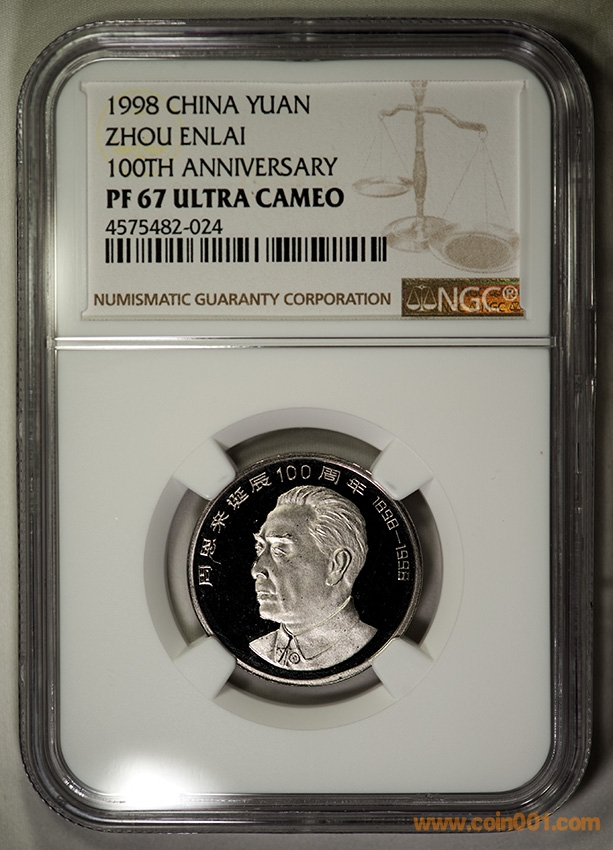 1998 CHINA YUAN
ZHOU ENLAI
100TH ANNIVERSARY
PF 67 ULTRA CAMEO
4575482-024
NUMISMATIC GUARANTY CORPORATION
NGC®
周恩来诞辰100周年 1898—1998
www.coin001.com